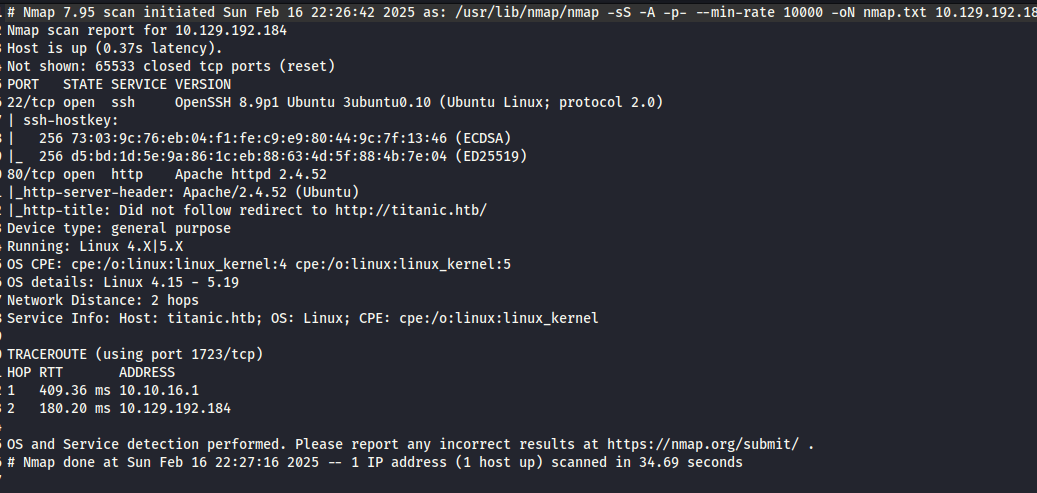 # Nmap 7.95 scan initiated Sun Feb 16 22:26:42 2025 as: /usr/lib/nmap/nmap -sS -A -p- --min-rate 10000 -oN nmap.txt 10.129.192.18
Nmap scan report for 10.129.192.184
Host is up (0.37s latency).
Not shown: 65533 closed tcp ports (reset)
PORT   STATE SERVICE VERSION
22/tcp open  ssh     OpenSSH 8.9p1 Ubuntu 3ubuntu0.10 (Ubuntu Linux; protocol 2.0)
| ssh-hostkey:
|   256 73:03:9c:76:eb:04:f1:fe:c9:e9:80:44:9c:7f:13:46 (ECDSA)
|_  256 d5:bd:1d:5e:9a:86:1c:eb:88:63:4d:5f:88:4b:7e:04 (ED25519)
80/tcp open  http    Apache httpd 2.4.52
|_http-server-header: Apache/2.4.52 (Ubuntu)
|_http-title: Did not follow redirect to http://titanic.htb/
Device type: general purpose
Running: Linux 4.X|5.X
OS CPE: cpe:/o:linux:linux_kernel:4 cpe:/o:linux:linux_kernel:5
OS details: Linux 4.15 - 5.19
Network Distance: 2 hops
Service Info: Host: titanic.htb; OS: Linux; CPE: cpe:/o:linux:linux_kernel
TRACEROUTE (using port 1723/tcp)
HOP RTT       ADDRESS
1   409.36 ms 10.10.16.1
2   180.20 ms 10.129.192.184
OS and Service detection performed. Please report any incorrect results at https://nmap.org/submit/ .
# Nmap done at Sun Feb 16 22:27:16 2025 -- 1 IP address (1 host up) scanned in 34.69 seconds